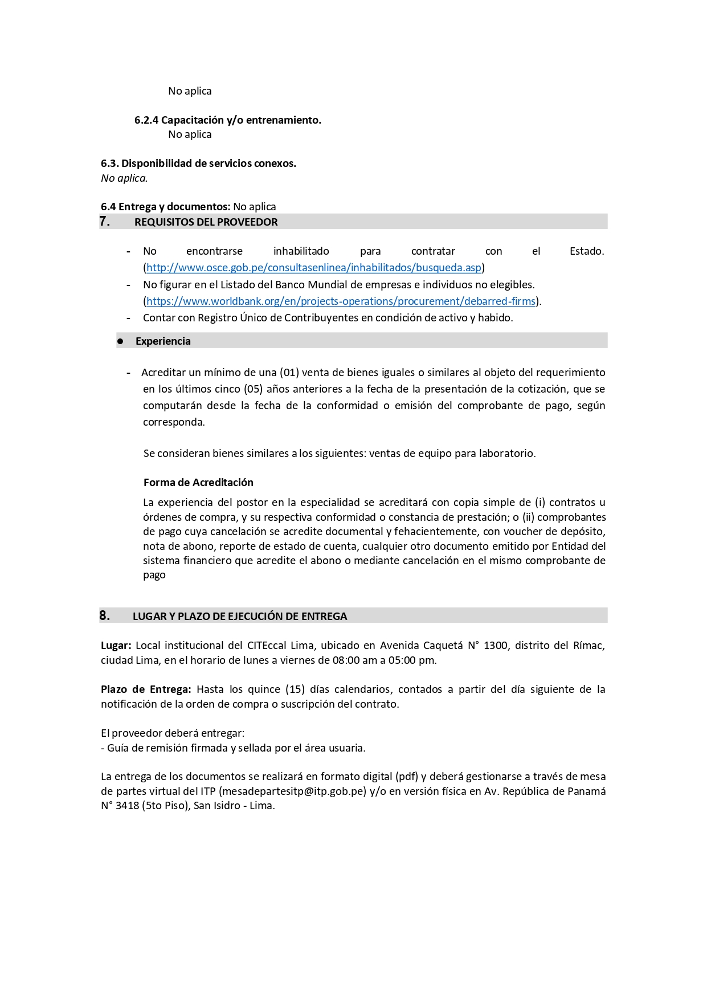 No aplica
6.2.4 Capacitación y/o entrenamiento.
No aplica
6.3. Disponibilidad de servicios conexos.
No aplica.
6.4 Entrega y documentos: No aplica
7. REQUISITOS DEL PROVEEDOR
- No encontrarse inhabilitado para contratar con el Estado.
(http://www.osce.gob.pe/consultasenlinea/inhabilitados/busqueda.asp)
- No figurar en el Listado del Banco Mundial de empresas e individuos no elegibles.
(https://www.worldbank.org/en/projects-operations/procurement/debarred-firms).
- Contar con Registro Único de Contribuyentes en condición de activo y habido.
● Experiencia
- Acreditar un mínimo de una (01) venta de bienes iguales o similares al objeto del requerimiento
en los últimos cinco (05) años anteriores a la fecha de la presentación de la cotización, que se
computarán desde la fecha de la conformidad o emisión del comprobante de pago, según
corresponda.
Se consideran bienes similares a los siguientes: ventas de equipo para laboratorio.
Forma de Acreditación
La experiencia del postor en la especialidad se acreditará con copia simple de (i) contratos u
órdenes de compra, y su respectiva conformidad o constancia de prestación; o (ii) comprobantes
de pago cuya cancelación se acredite documental y fehacientemente, con voucher de depósito,
nota de abono, reporte de estado de cuenta, cualquier otro documento emitido por Entidad del
sistema financiero que acredite el abono o mediante cancelación en el mismo comprobante de
pago
8. LUGAR Y PLAZO DE EJECUCIÓN DE ENTREGA
Lugar: Local institucional del CITEccal Lima, ubicado en Avenida Caquetá N° 1300, distrito del Rímac,
ciudad Lima, en el horario de lunes a viernes de 08:00 am a 05:00 pm.
Plazo de Entrega: Hasta los quince (15) días calendarios, contados a partir del día siguiente de la
notificación de la orden de compra o suscripción del contrato.
El proveedor deberá entregar:
- Guía de remisión firmada y sellada por el área usuaria.
La entrega de los documentos se realizará en formato digital (pdf) y deberá gestionarse a través de mesa
de partes virtual del ITP (mesadepartesitp@itp.gob.pe) y/o en versión física en Av. República de Panamá
N° 3418 (5to Piso), San Isidro - Lima.